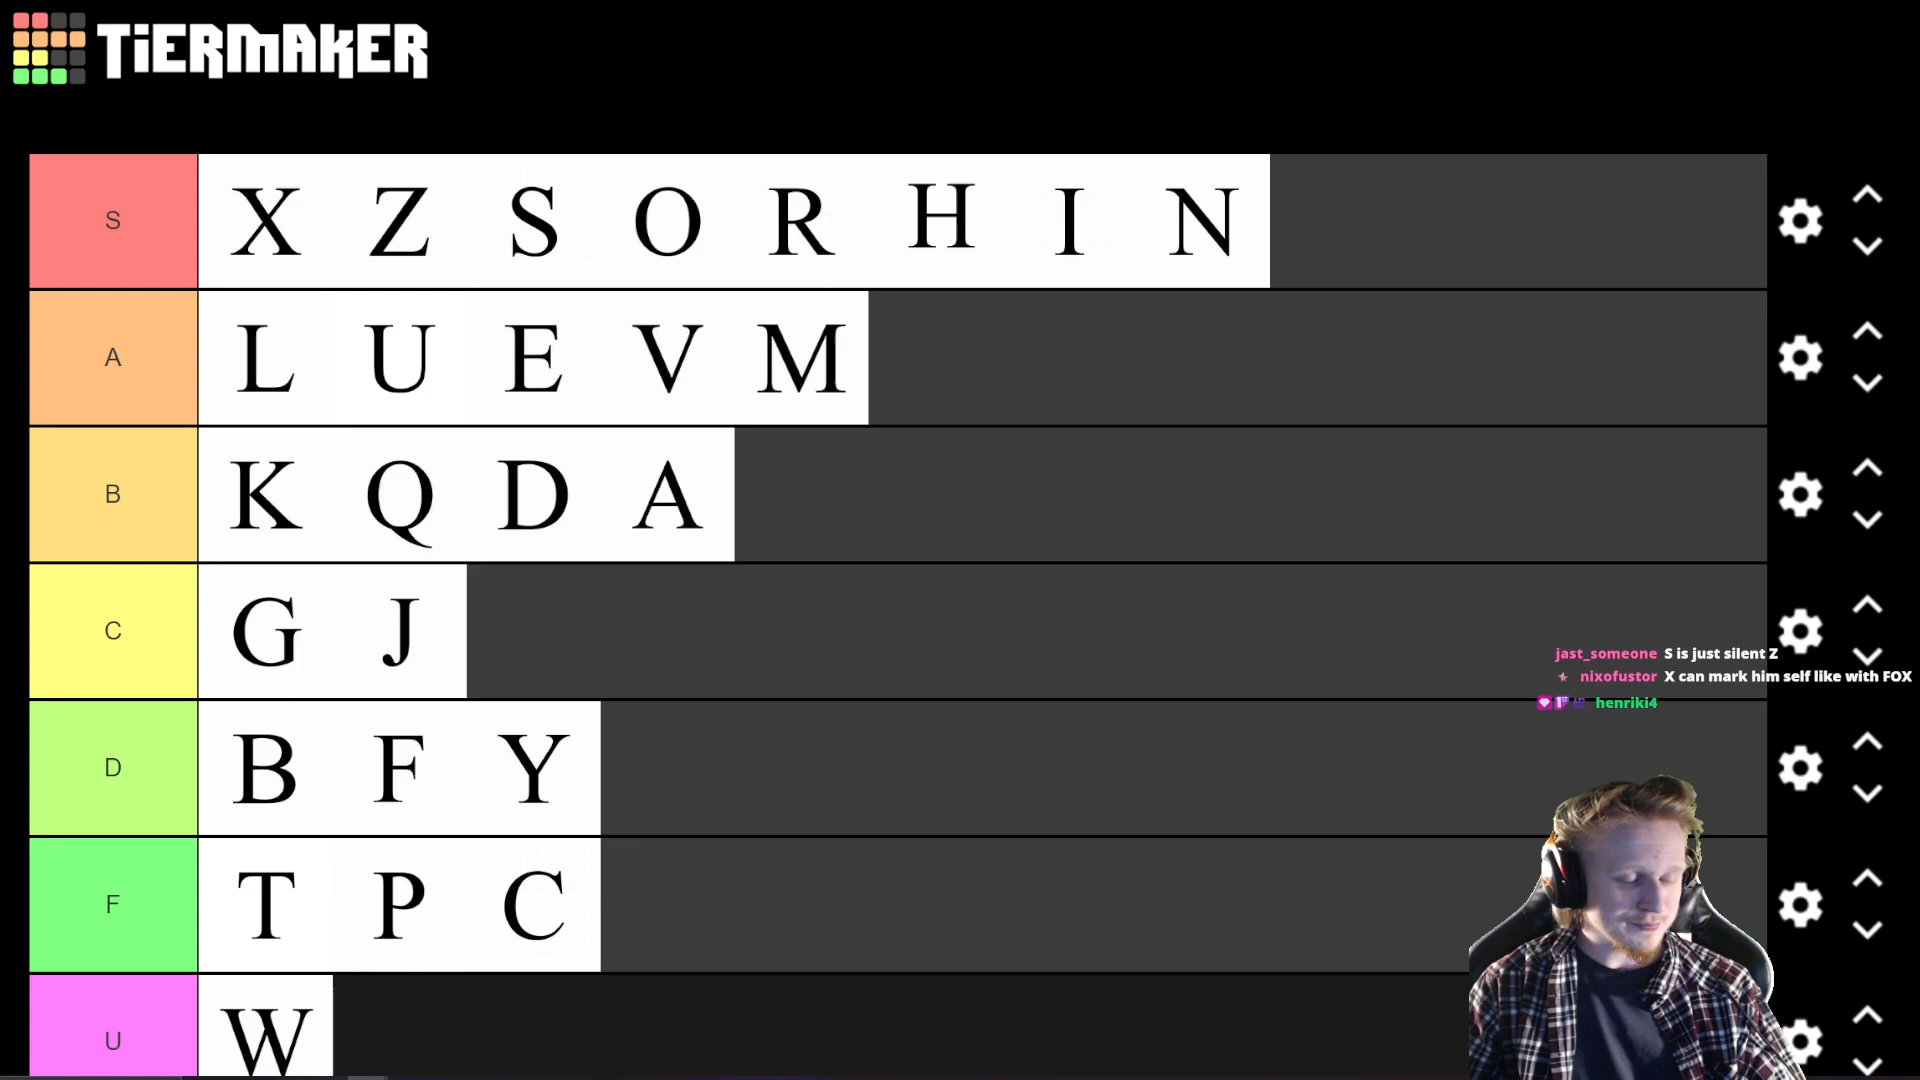 TiERMAKER
S X Z S O R H I N
A L U E V M
B K Q D A
C G J
jast_someone S is just silent Z
nixofustor X can mark him self like with FOX
henriki4
D B F Y
F T P C
U W